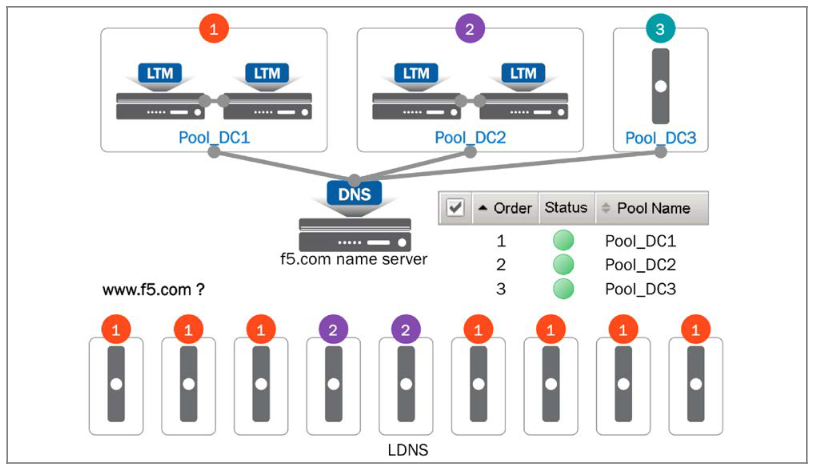 1 2 3
LTM LTM LTM LTM
Pool_DC1 Pool_DC2 Pool_DC3
DNS
f5.com name server
Order Status Pool Name
1 Pool_DC1
2 Pool_DC2
3 Pool_DC3
www.f5.com ?
1 1 1 2 2 1 1 1 1
LDNS